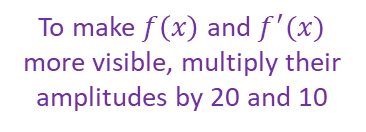 To make f(x) and f′(x)
more visible, multiply their
amplitudes by 20 and 10